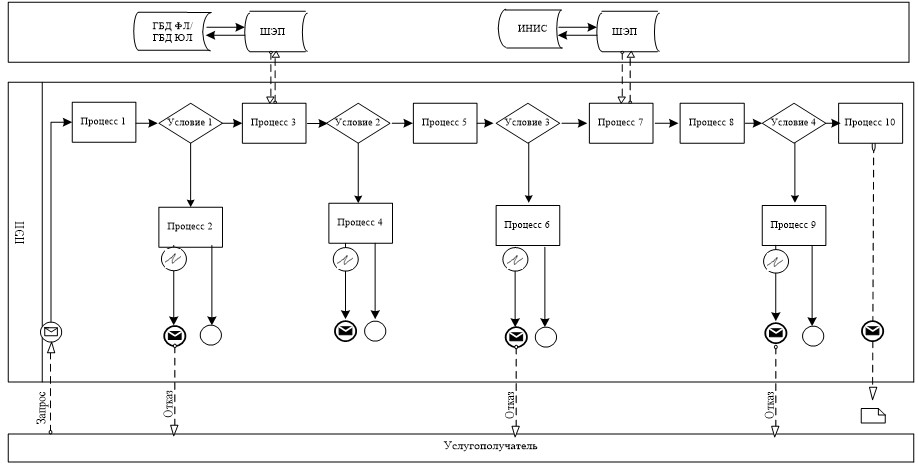 ГБД ФЛ/
ГБД ЮЛ
ШЭП
ИНИС
ШЭП
ПЭП
Процесс 1
Условие 1
Процесс 3
Условие 2
Процесс 5
Условие 3
Процесс 7
Процесс 8
Условие 4
Процесс 10
Процесс 2
Процесс 4
Процесс 6
Процесс 9
Запрос
Отказ
Отказ
Отказ
Услугополучатель